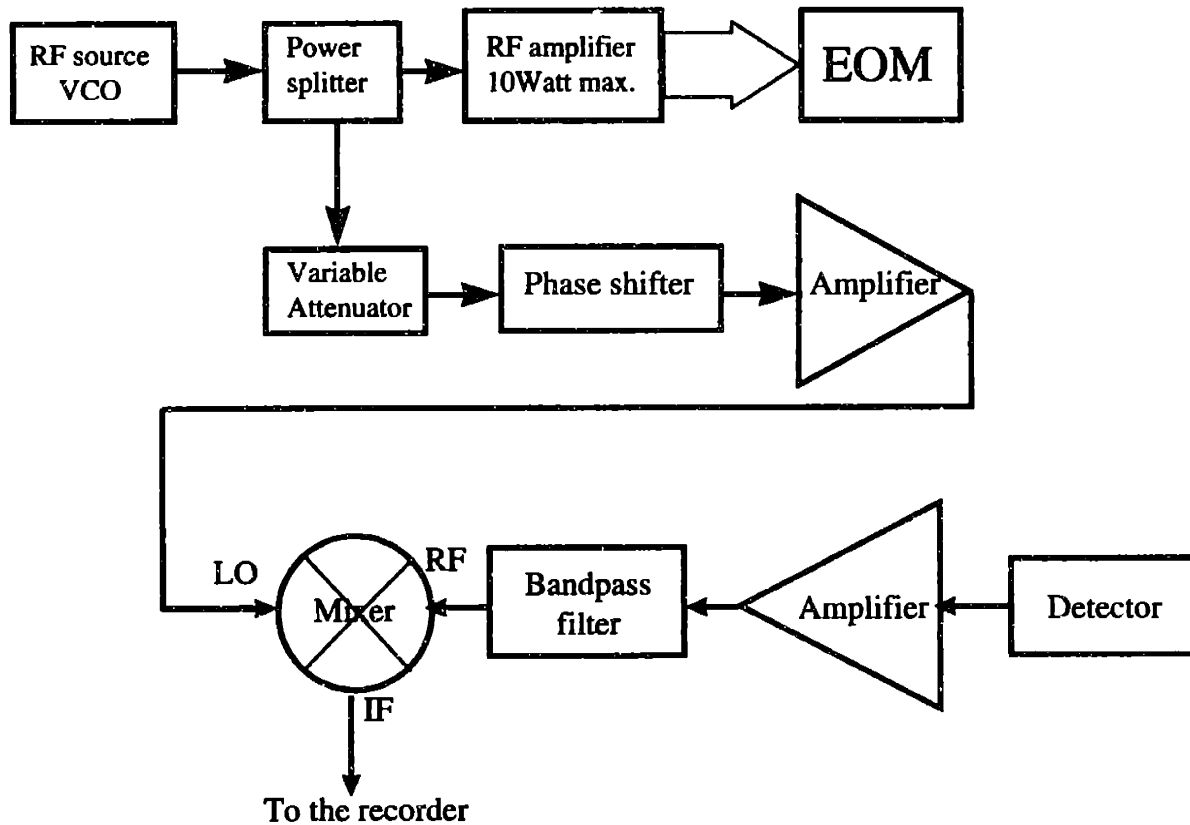 RF source
VCO
Power
splitter
RF amplifier
10Watt max.
EOM
Variable
Attenuator
Phase shifter
Amplifier
LO
Mixer
RF
Bandpass
filter
Amplifier
Detector
IF
To the recorder